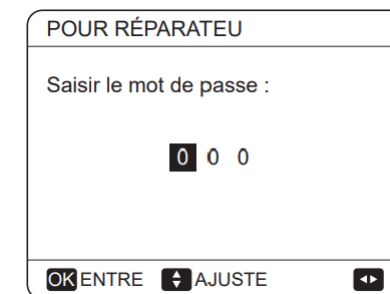 POUR RÉPARATEU
Saisir le mot de passe :
0 0 0
OK ENTRE AJUSTE